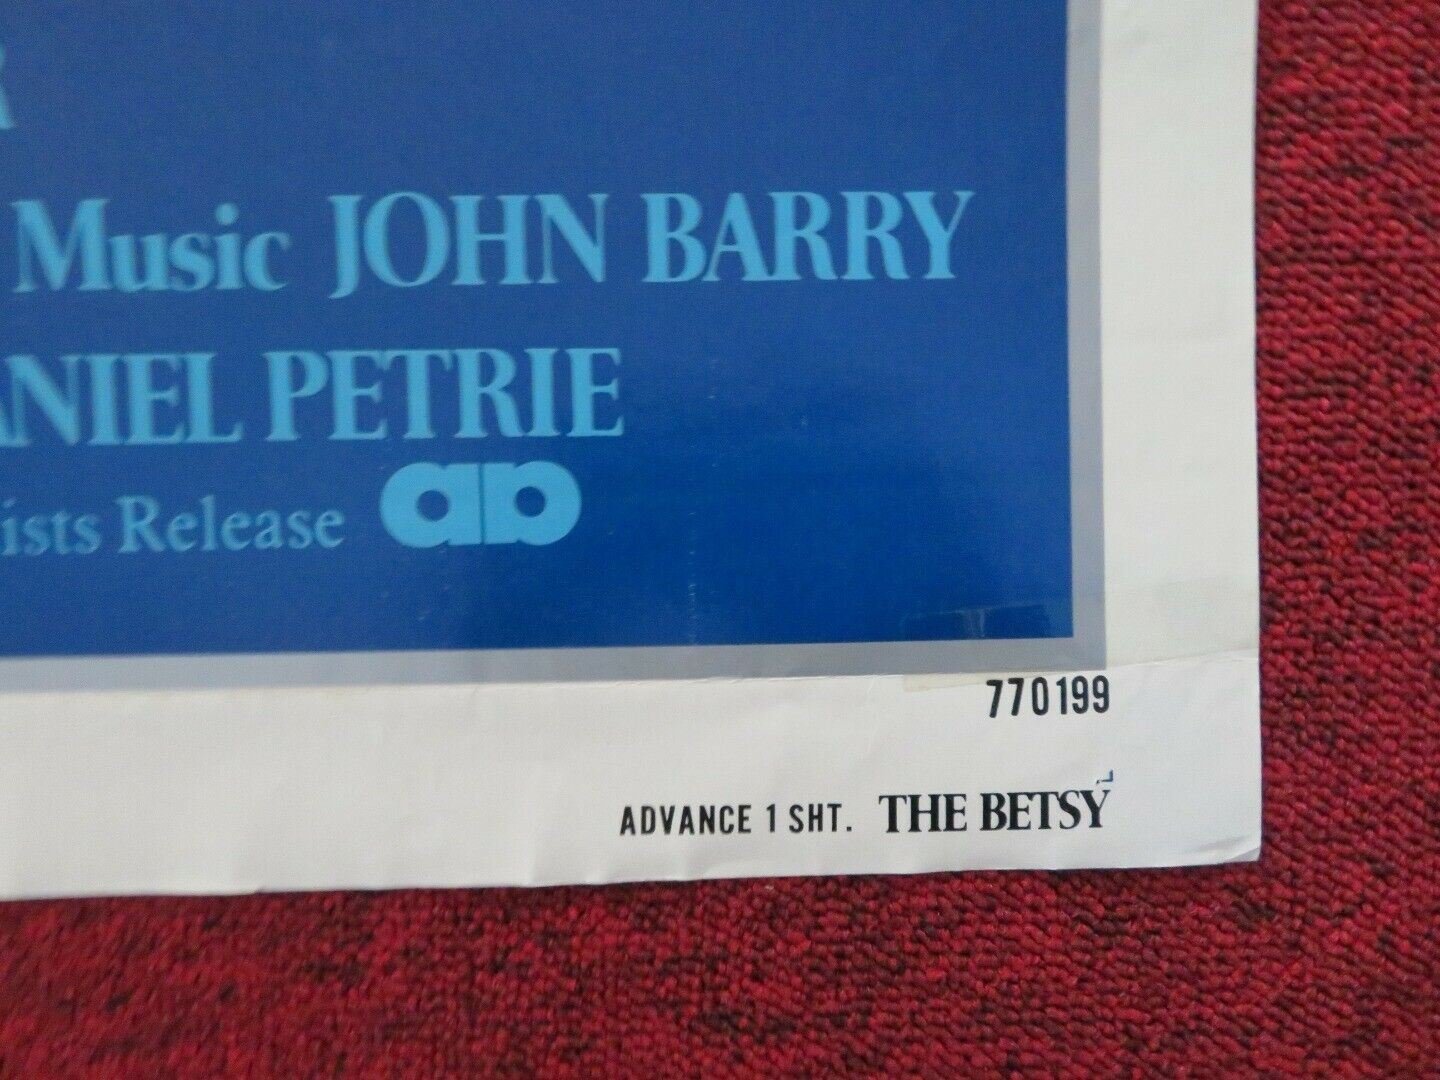 Music JOHN BARRY
ANIEL PETRIE
ists Release
770199
ADVANCE 1 SHT. THE BETSY